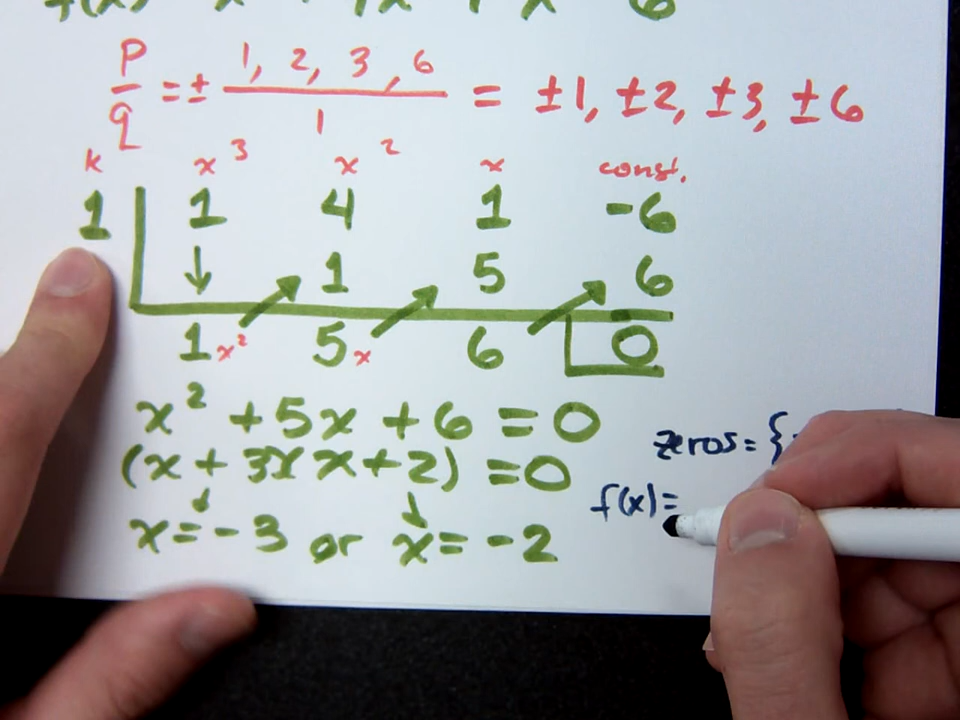 p/q = ± 1, 2, 3, 6 / 1 = ±1, ±2, ±3, ±6
k x³ x² x const.
1 1 4 1 -6
↓ 1 5 6
1x² 5x 6 0
x² + 5x + 6 = 0
(x + 3)(x + 2) = 0
x = -3 or x = -2
zeros = {
f(x) =